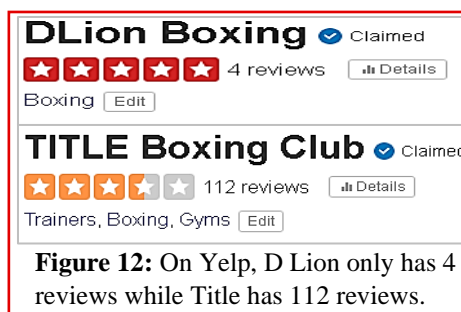 DLion Boxing Claimed
4 reviews Details
Boxing Edit
TITLE Boxing Club Claimed
112 reviews Details
Trainers, Boxing, Gyms Edit
Figure 12: On Yelp, D Lion only has 4
reviews while Title has 112 reviews.